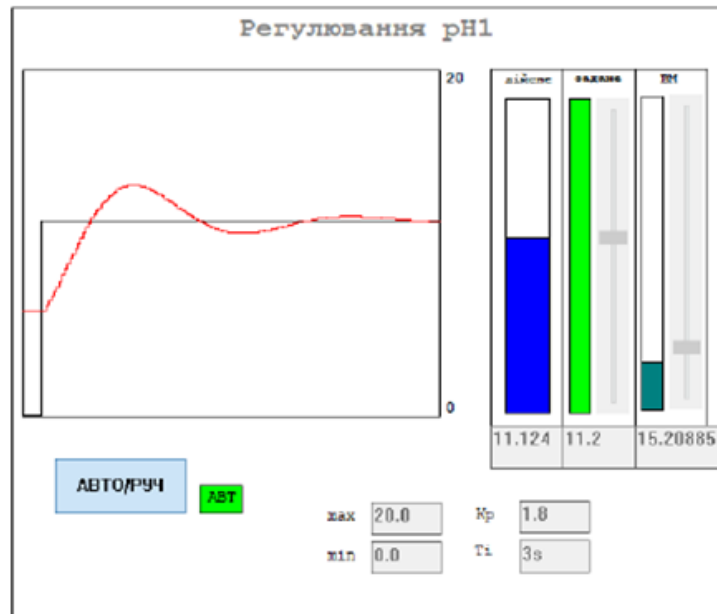 Регулювання pH1
20
дійсне задано ВМ
0
11.124 11.2 15.20885
АВТО/РУЧ
АВТ
max 20.0 Kp 1.8
min 0.0 Ti 3s